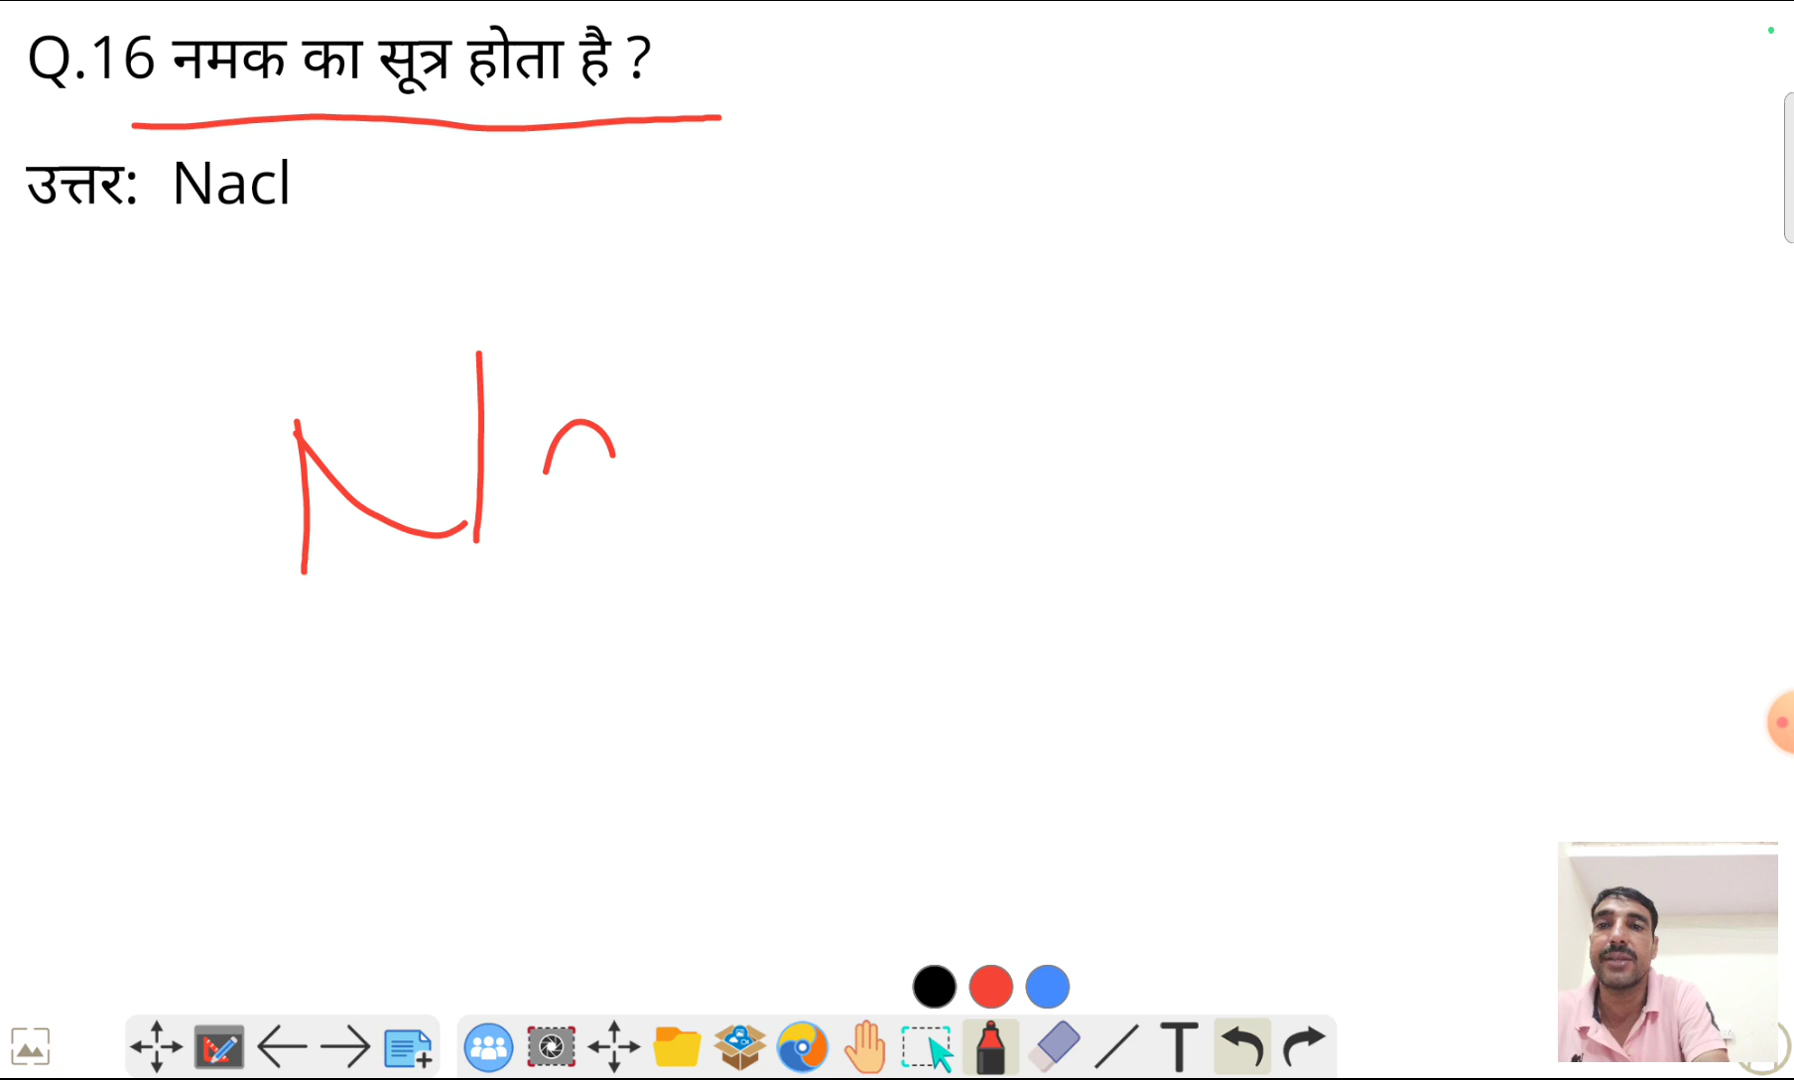 Q.16 नमक का सूत्र होता है ?
उत्तर: Nacl
N